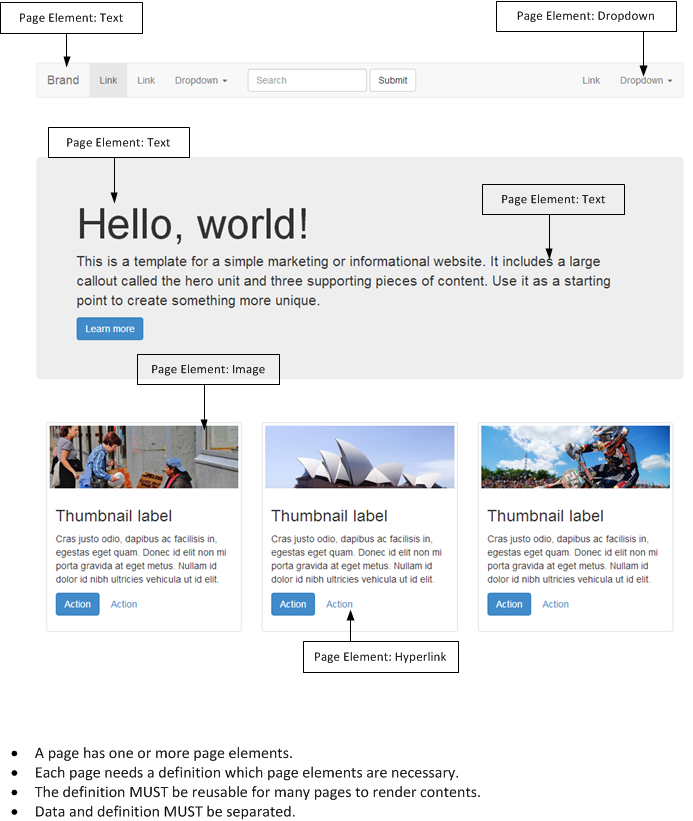 Page Element: Text
Page Element: Dropdown
Brand Link Link Dropdown Search Submit Link Dropdown
Page Element: Text
Page Element: Text
Hello, world!
This is a template for a simple marketing or informational website. It includes a large
callout called the hero unit and three supporting pieces of content. Use it as a starting
point to create something more unique.
Learn more
Page Element: Image
Thumbnail label
Cras justo odio, dapibus ac facilisis in,
egestas eget quam. Donec id elit non mi
porta gravida at eget metus. Nullam id
dolor id nibh ultricies vehicula ut id elit.
Action Action
Thumbnail label
Cras justo odio, dapibus ac facilisis in,
egestas eget quam. Donec id elit non mi
porta gravida at eget metus. Nullam id
dolor id nibh ultricies vehicula ut id elit.
Action Action
Thumbnail label
Cras justo odio, dapibus ac facilisis in,
egestas eget quam. Donec id elit non mi
porta gravida at eget metus. Nullam id
dolor id nibh ultricies vehicula ut id elit.
Action Action
Page Element: Hyperlink
• A page has one or more page elements.
• Each page needs a definition which page elements are necessary.
• The definition MUST be reusable for many pages to render contents.
• Data and definition MUST be separated.